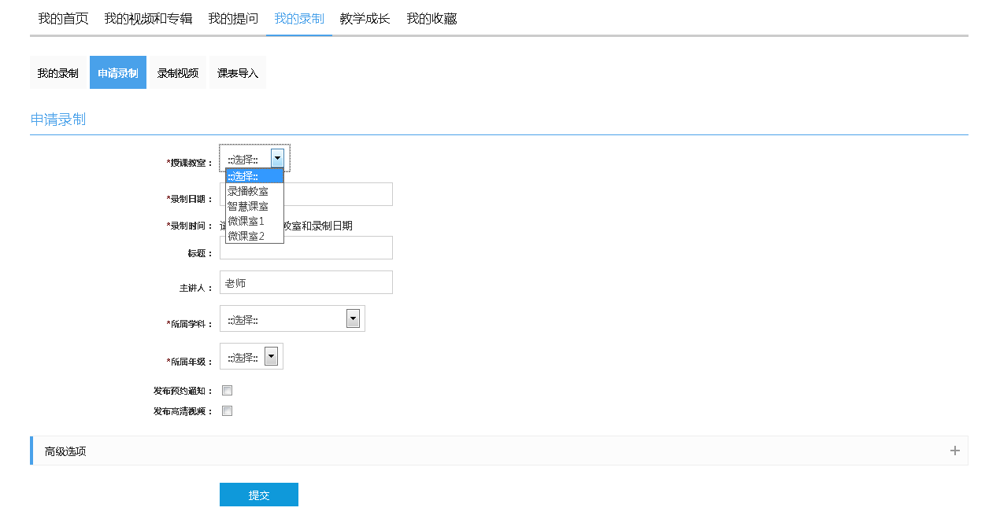 我的首页 我的视频和专辑 我的提问 我的录制 教学成长 我的收藏
我的录制 申请录制 录制视频 课表导入
申请录制
*授课教室： ::选择::
::选择::
录播教室
智慧课室
微课室1
微课室2
*录制日期：
*录制时间： 教室和录制日期
标题：
主讲人： 老师
*所属学科： ::选择::
*所属年级： ::选择::
发布预约通知：
发布高清视频：
高级选项 +
提交